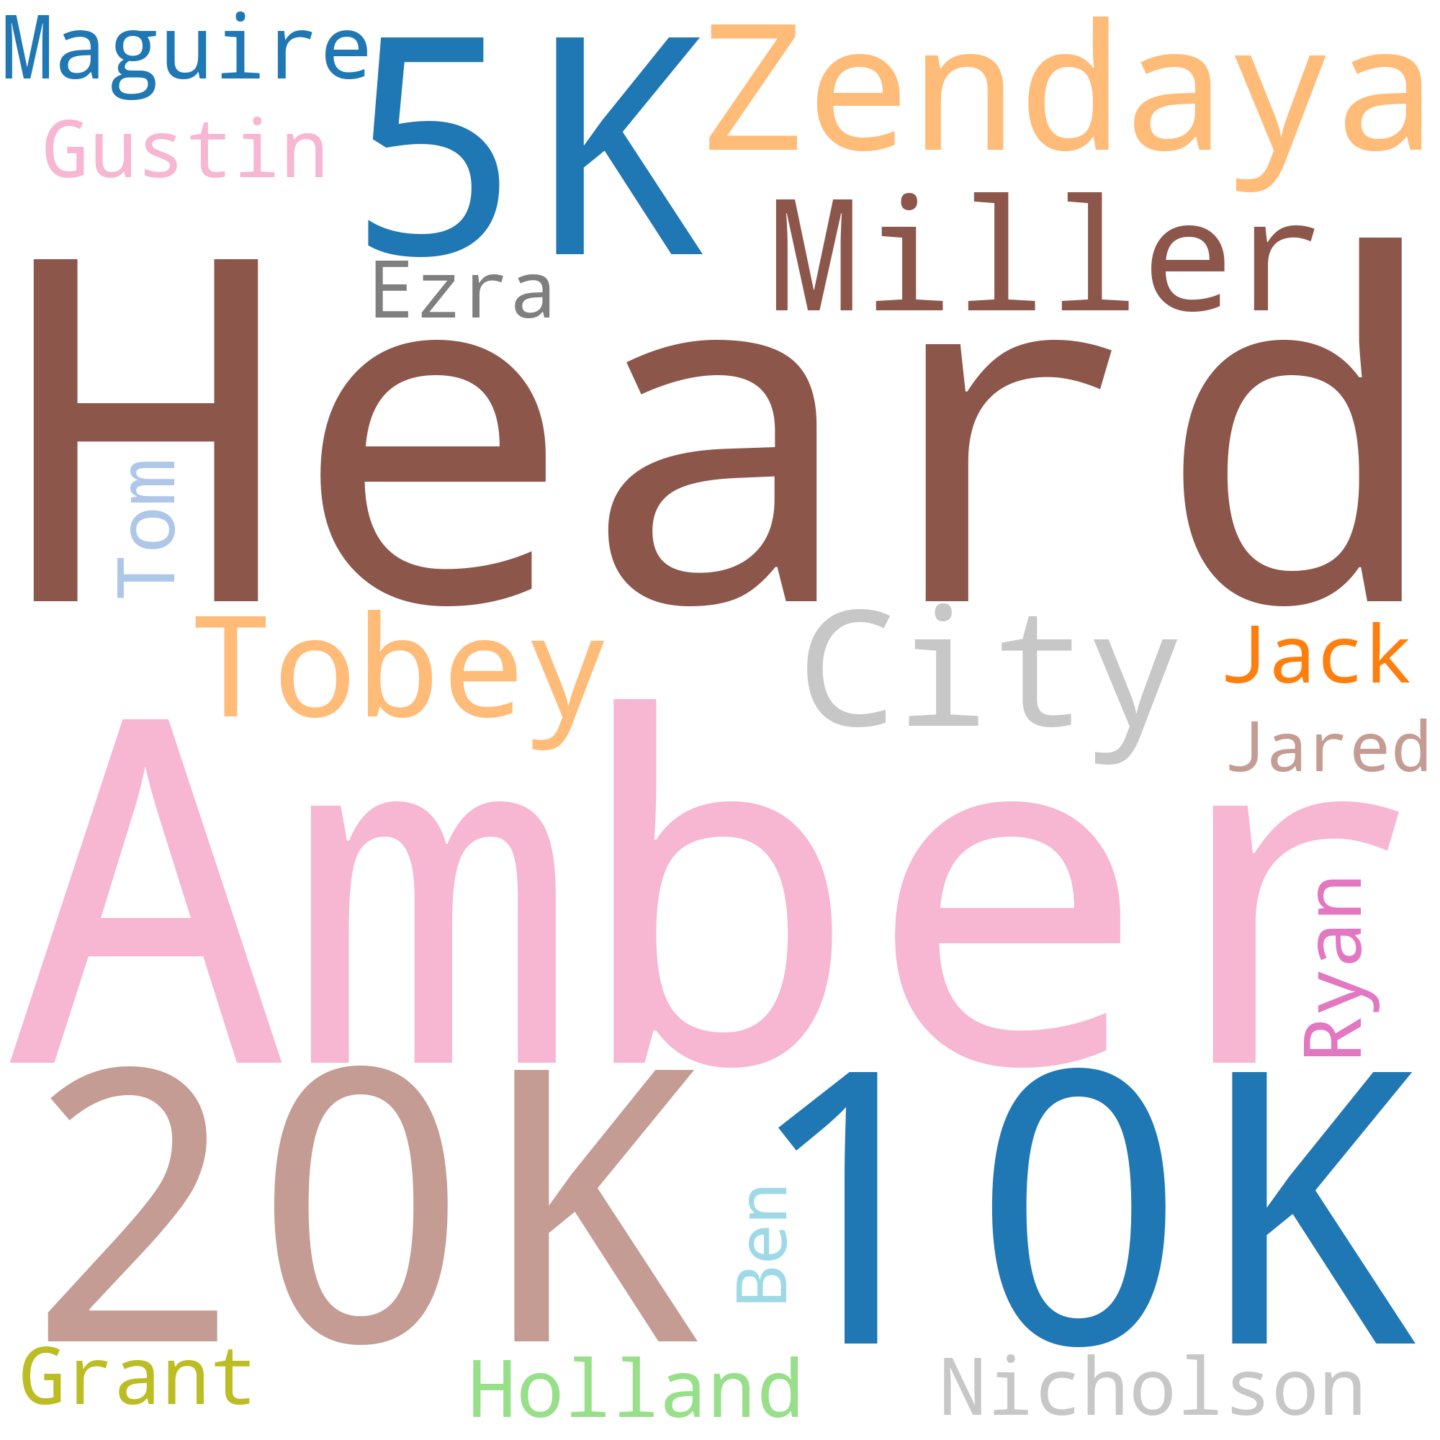 Maguire
5K
Zendaya
Gustin
Miller
Ezra
Heard
Tom
Tobey
City
Jack
Jared
Amber
Ryan
20K
10K
Ben
Grant
Holland
Nicholson